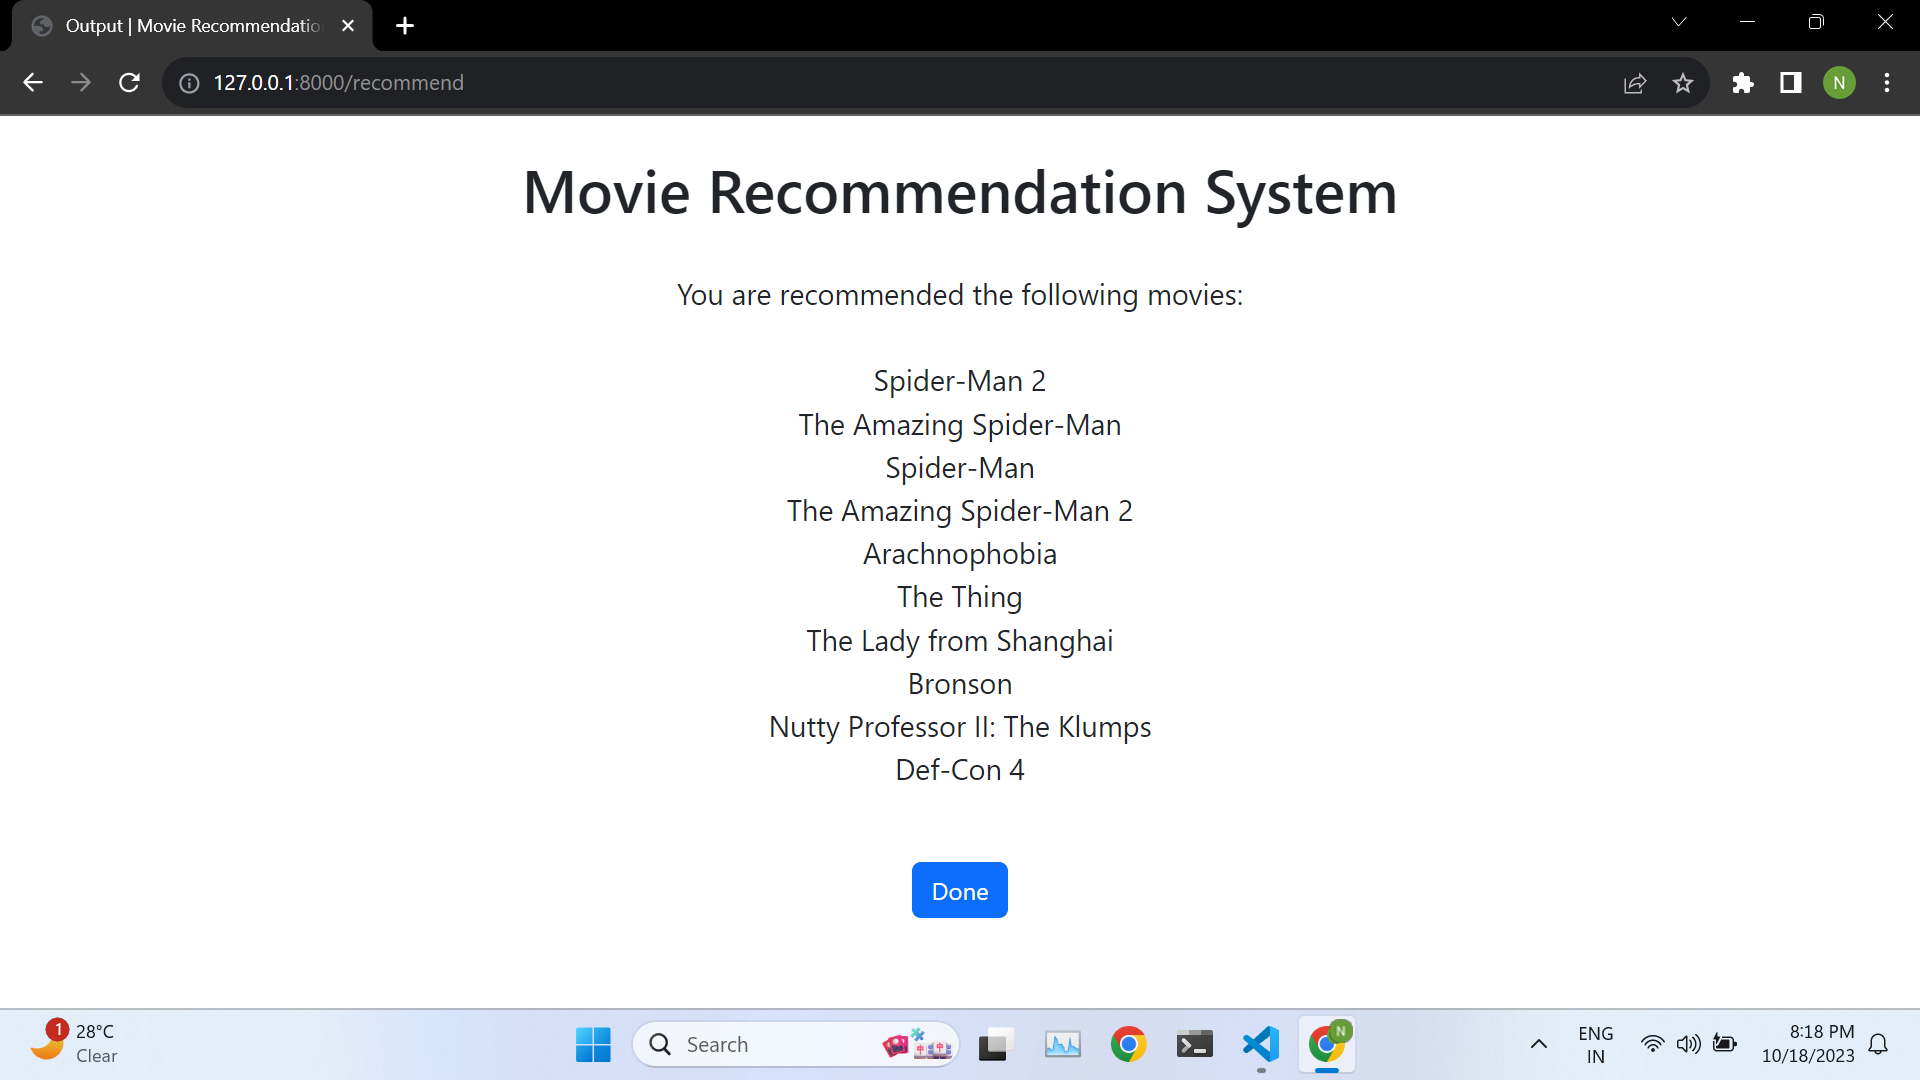 Output | Movie Recommendatio
127.0.0.1:8000/recommend
N
Movie Recommendation System
You are recommended the following movies:
Spider-Man 2
The Amazing Spider-Man
Spider-Man
The Amazing Spider-Man 2
Arachnophobia
The Thing
The Lady from Shanghai
Bronson
Nutty Professor II: The Klumps
Def-Con 4
Done
1
28°C
Clear
Search
N
ENG
IN
8:18 PM
10/18/2023